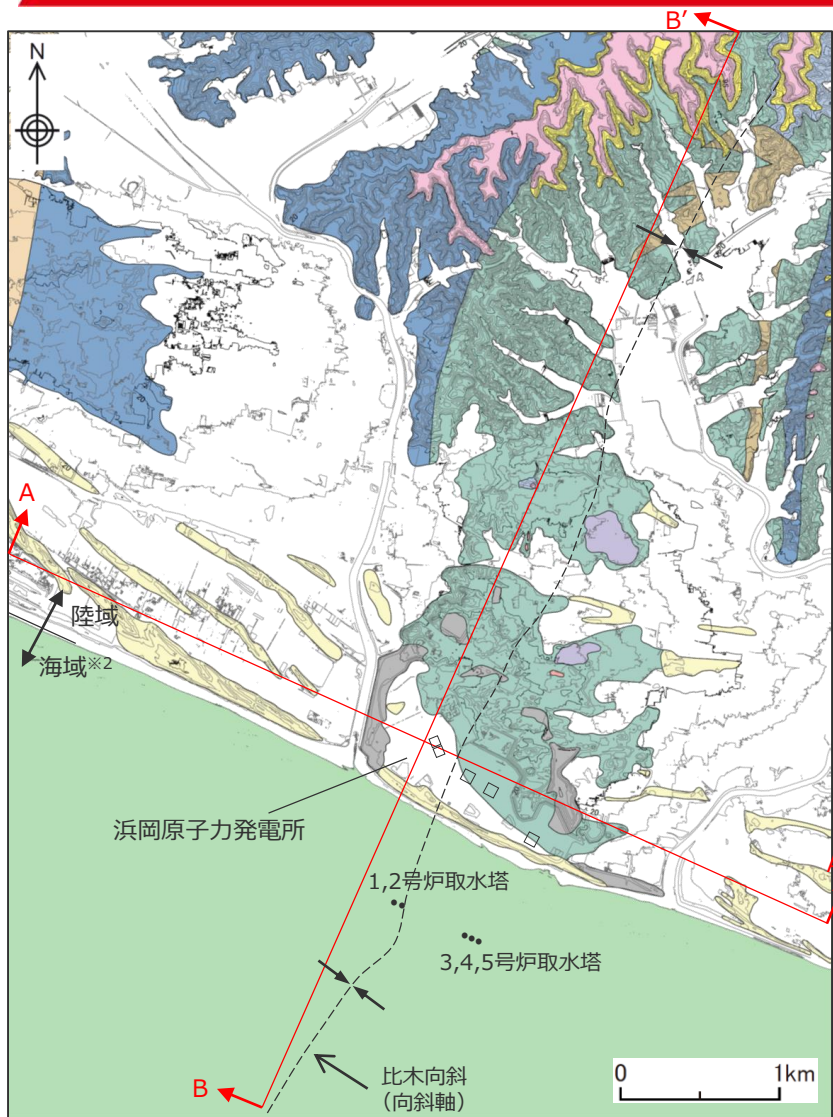 B’
N
A
陸域
海域※2
浜岡原子力発電所
1,2号炉取水塔
3,4,5号炉取水塔
B
比木向斜
(向斜軸)
0
1km